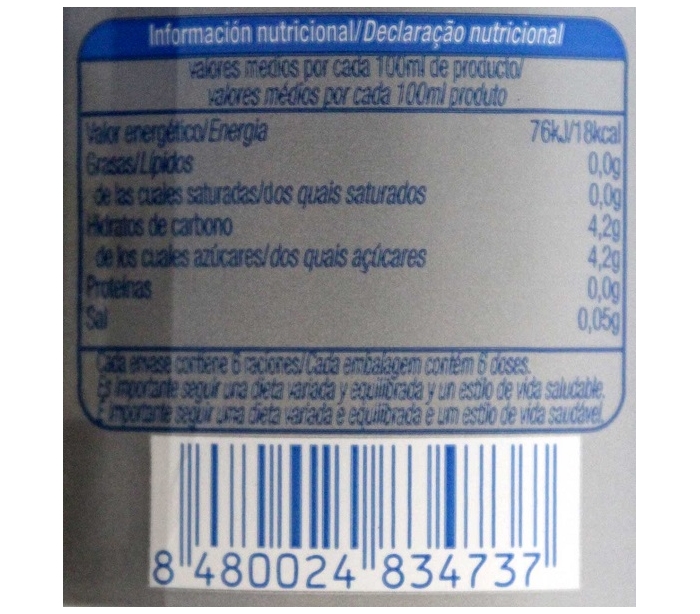 Información nutricional/Declaração nutricional
valores medios por cada 100ml de producto/
valores médios por cada 100ml produto
Valor energético/Energia 76kJ/18kcal
Grasas/Lípidos 0,0g
de las cuales saturadas/dos quais saturados 0,0g
Hidratos de carbono 4,2g
de los cuales azúcares/dos quais açúcares 4,2g
Proteínas 0,0g
Sal 0,05g
Cada envase contiene 6 raciones/Cada embalagem contém 6 doses.
Es importante seguir una dieta variada y equilibrada y un estilo de vida saludable.
É importante seguir uma dieta variada e equilibrada e um estilo de vida saudável.
8 480024 834737